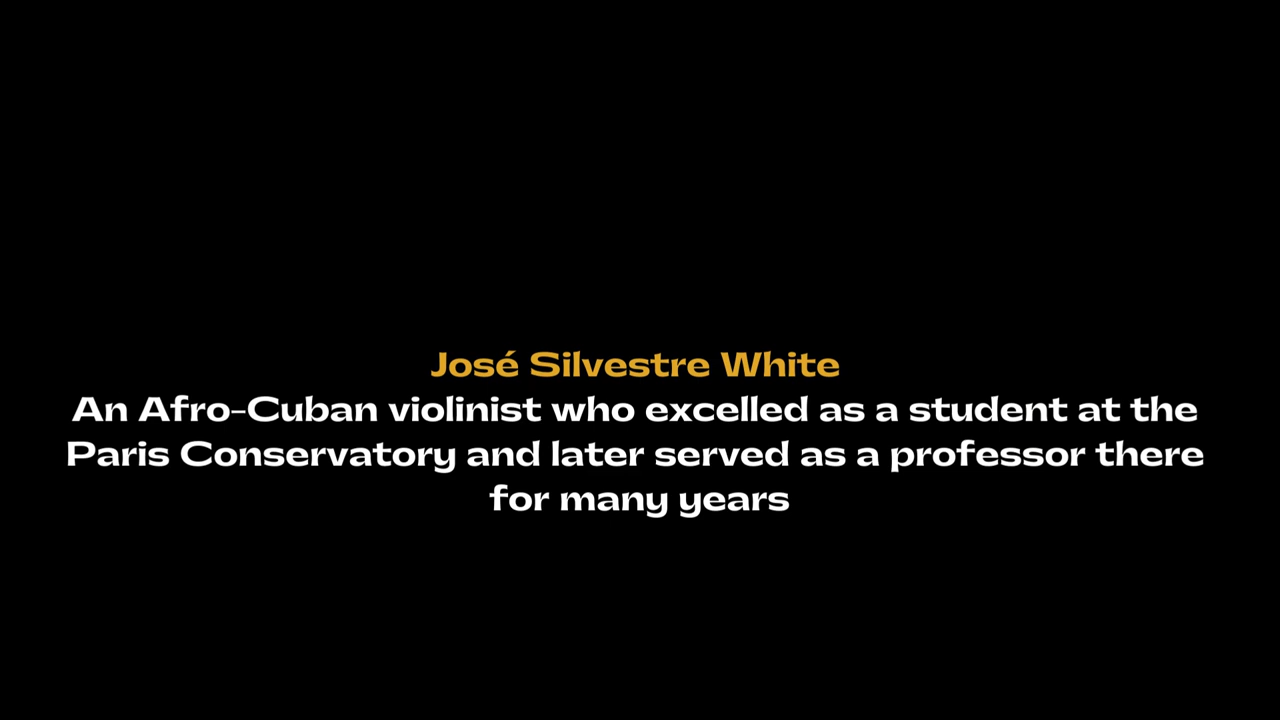 José Silvestre White
An Afro-Cuban violinist who excelled as a student at the
Paris Conservatory and later served as a professor there
for many years